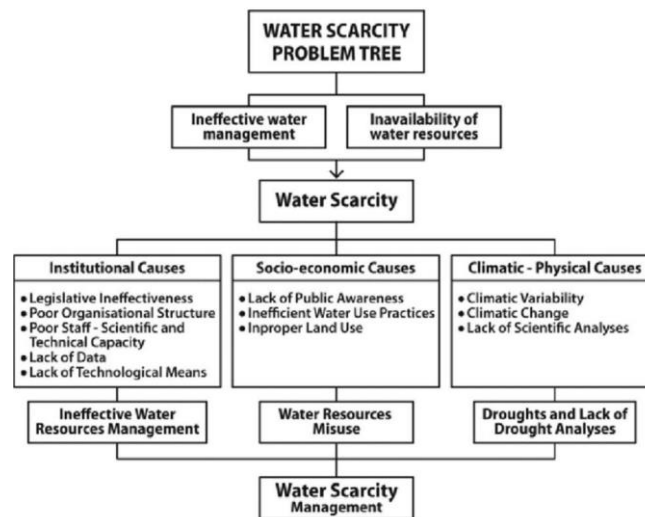 WATER SCARCITY
PROBLEM TREE
Ineffective water
management
Inavailability of
water resources
Water Scarcity
Institutional Causes
•Legislative Ineffectiveness
•Poor Organisational Structure
•Poor Staff - Scientific and
Technical Capacity
•Lack of Data
•Lack of Technological Means
Socio-economic Causes
•Lack of Public Awareness
•Inefficient Water Use Practices
•Inproper Land Use
Climatic - Physical Causes
•Climatic Variability
•Climatic Change
•Lack of Scientific Analyses
Ineffective Water
Resources Management
Water Resources
Misuse
Droughts and Lack of
Drought Analyses
Water Scarcity
Management